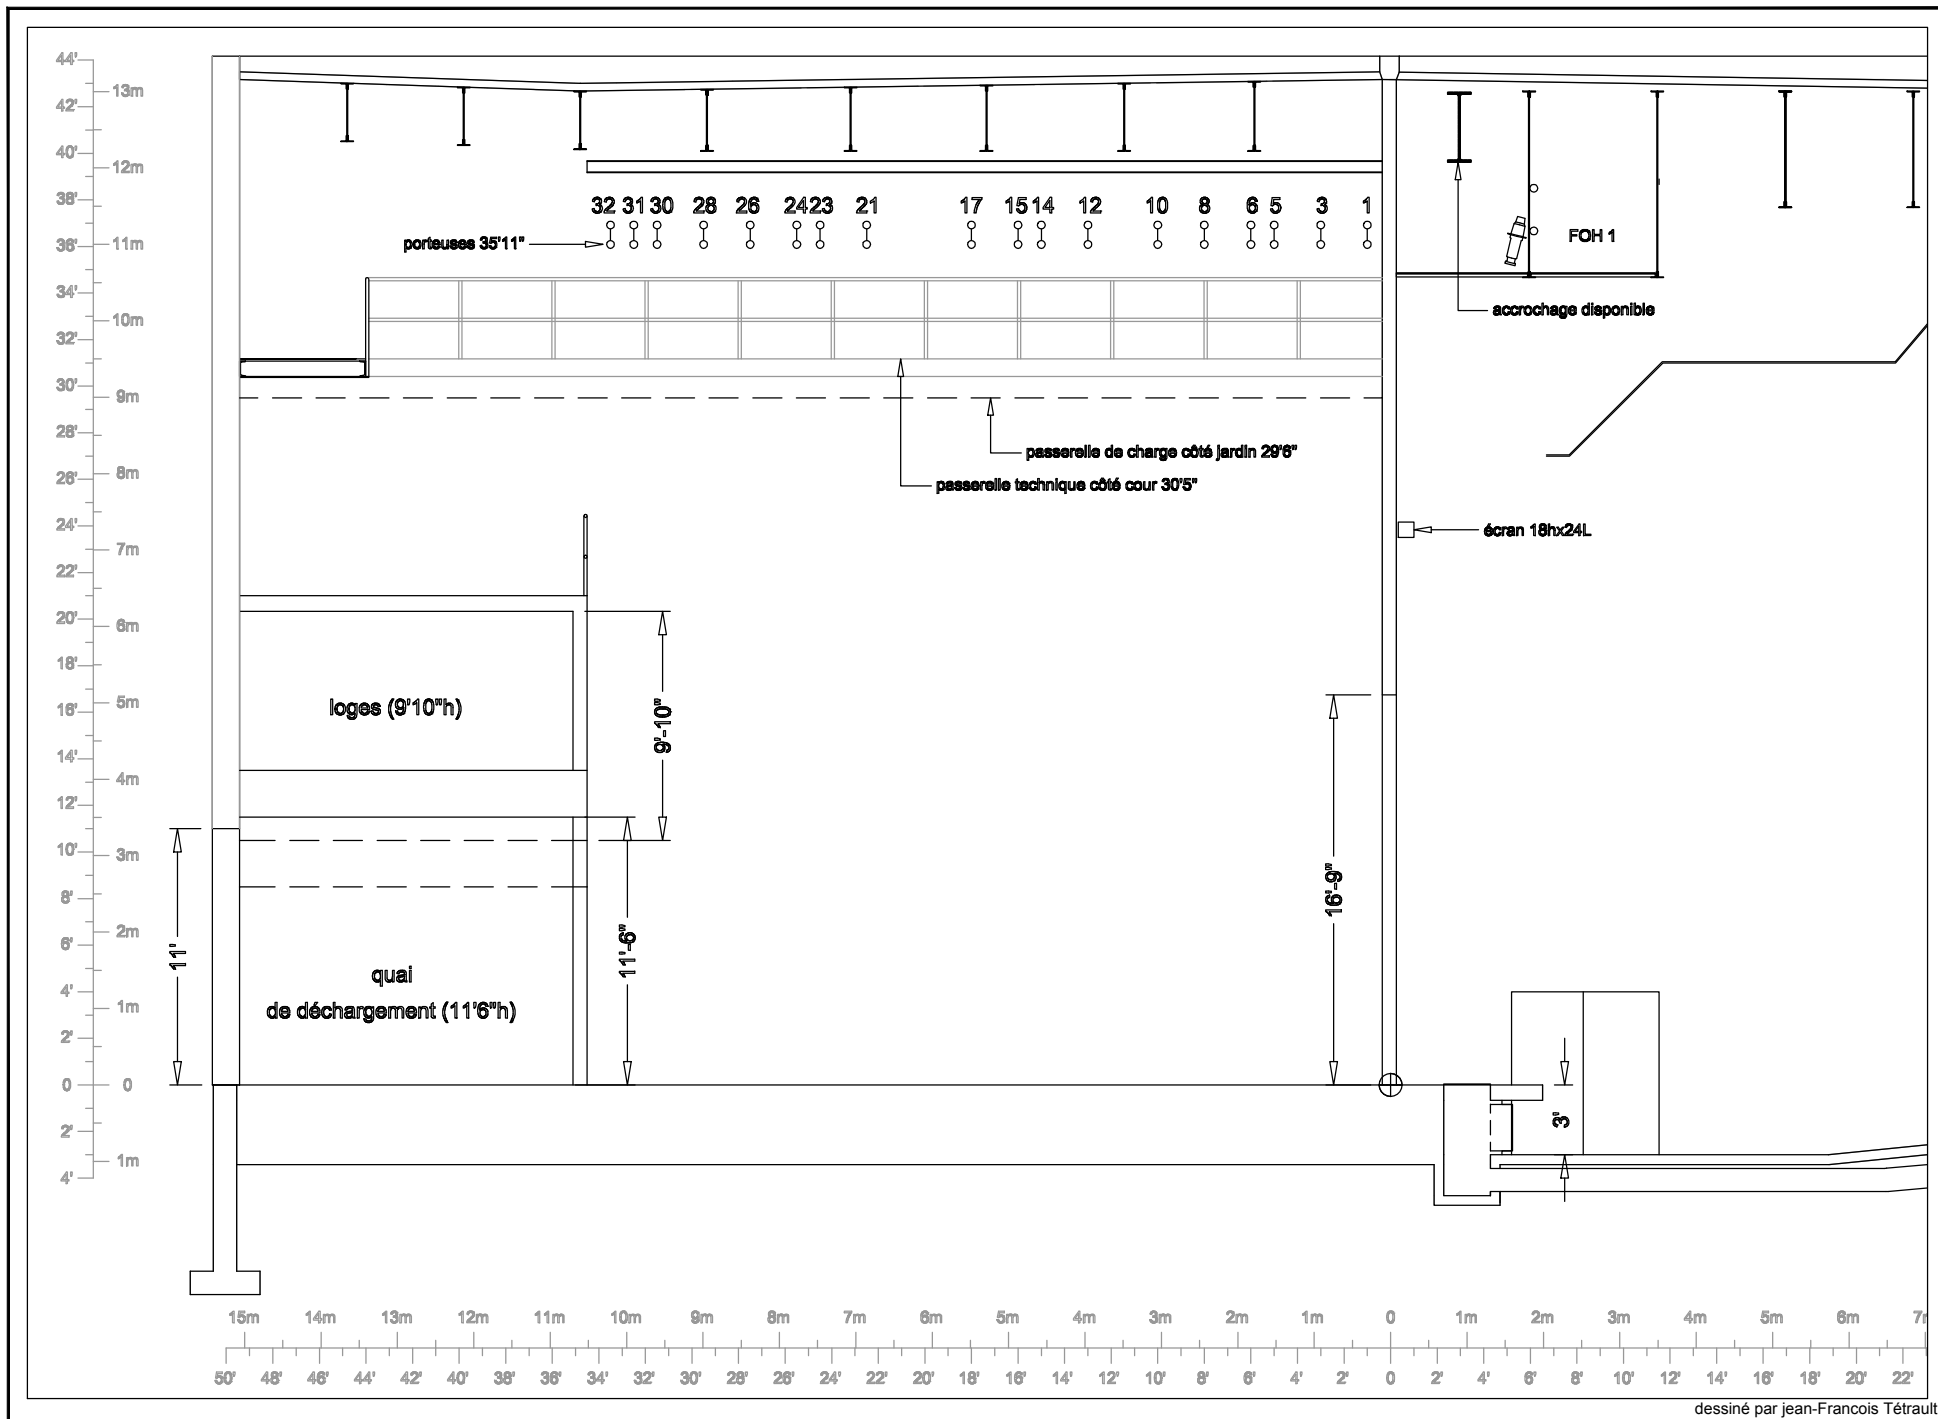 44'
42'
40'
38'
36'
34'
32'
30'
28'
26'
24'
22'
20'
18'
16'
14'
12'
10'
8'
6'
4'
2'
0
2'
4'
13m
12m
11m
10m
9m
8m
7m
6m
5m
4m
3m
2m
1m
0
1m
32 31 30 28 26 24 23 21 17 15 14 12 10 8 6 5 3 1
porteuses 35'11"
FOH 1
accrochage disponible
passerelle de charge côté jardin 29'6"
passerelle technique côté cour 30'5"
écran 18hx24L
loges (9'10"h)
9'-10"
16'-9"
11'
11'-6"
quai
de déchargement (11'6"h)
3'
15m 14m 13m 12m 11m 10m 9m 8m 7m 6m 5m 4m 3m 2m 1m 0 1m 2m 3m 4m 5m 6m
50' 48' 46' 44' 42' 40' 38' 36' 34' 32' 30' 28' 26' 24' 22' 20' 18' 16' 14' 12' 10' 8' 6' 4' 2' 0 2' 4' 6' 8' 10' 12' 14' 16' 18' 20' 22'
dessiné par jean-Francois Tétrault